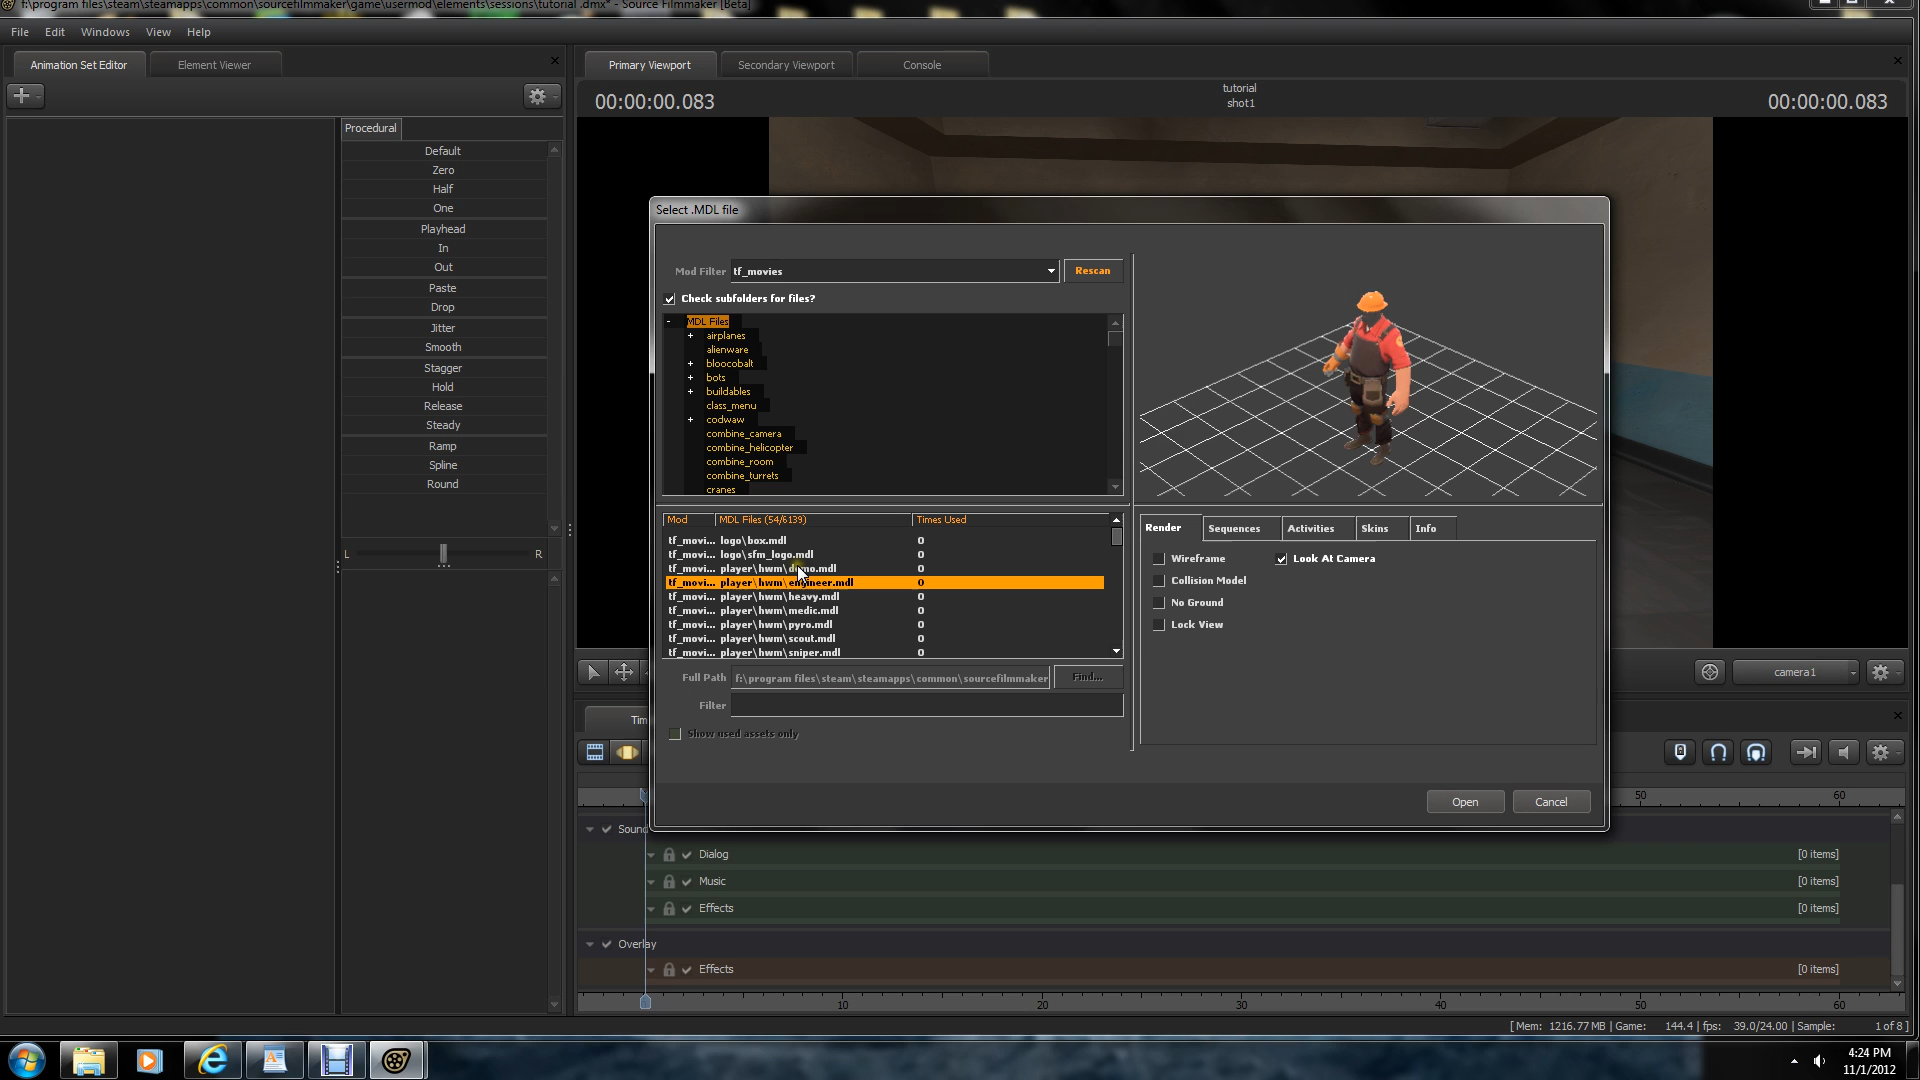 f:\program files\steam\steamapps\common\sourcefilmmaker\game\usermod\elements\sessions\tutorial .dmx* - Source Filmmaker [Beta]
File Edit Windows View Help
Animation Set Editor Element Viewer
Primary Viewport Secondary Viewport Console
00:00:00.083
tutorial
shot1
00:00:00.083
Procedural
Default
Zero
Half
One
Playhead
In
Out
Paste
Drop
Jitter
Smooth
Stagger
Hold
Release
Steady
Ramp
Spline
Round
L R
Select .MDL file
Mod Filter tf_movies Rescan
Check subfolders for files?
- MDL Files
+ airplanes
alienware
+ bloocobalt
+ bots
+ buildables
class_menu
+ codwaw
combine_camera
combine_helicopter
combine_room
combine_turrets
cranes
Mod MDL Files (54/6139) Times Used
tf_movi... logo\box.mdl 0
tf_movi... logo\sfm_logo.mdl 0
tf_movi... player\hwm\demo.mdl 0
tf_movi... player\hwm\engineer.mdl 0
tf_movi... player\hwm\heavy.mdl 0
tf_movi... player\hwm\medic.mdl 0
tf_movi... player\hwm\pyro.mdl 0
tf_movi... player\hwm\scout.mdl 0
tf_movi... player\hwm\sniper.mdl 0
Full Path f:\program files\steam\steamapps\common\sourcefilmmaker Find...
Filter
Show used assets only
Render Sequences Activities Skins Info
Wireframe Look At Camera
Collision Model
No Ground
Lock View
Open Cancel
camera1
Tim
50 60
Sound
Dialog [0 items]
Music [0 items]
Effects [0 items]
Overlay
Effects [0 items]
10 20 30 40 50 60
[ Mem: 1216.77 MB | Game: 144.4 | fps: 39.0/24.00 | Sample: 1 of 8 ]
4:24 PM
11/1/2012